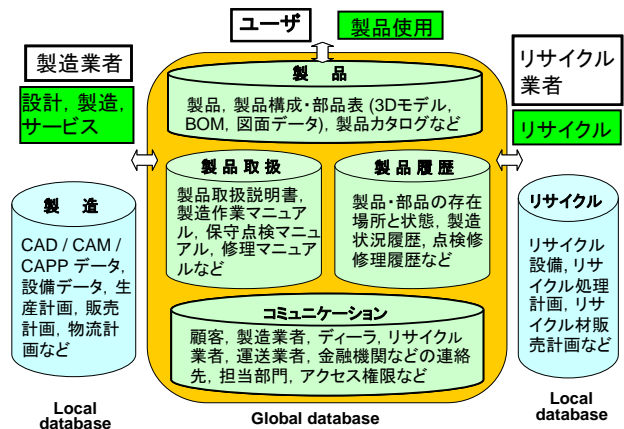 ユーザ
製品使用
製造業者
設計, 製造,
サービス
リサイクル
業者
リサイクル
製 品
製品, 製品構成・部品表 (3Dモデル,
BOM, 図面データ), 製品カタログなど
製品取扱
製品取扱説明書,
製造作業マニュア
ル, 保守点検マニュ
アル, 修理マニュア
ルなど
製品履歴
製品・部品の存在
場所と状態, 製造
状況履歴, 点検修
修理履歴など
製 造
CAD / CAM /
CAPP データ,
設備データ, 生
産計画, 販売
計画, 物流計
画など
リサイクル
リサイクル
設備, リサ
イクル処理
計画, リサ
イクル材販
売計画など
コミュニケーション
顧客, 製造業者, ディーラ, リサイクル
業者, 運送業者, 金融機関などの連絡
先, 担当部門, アクセス権限など
Local
database
Global database
Local
database